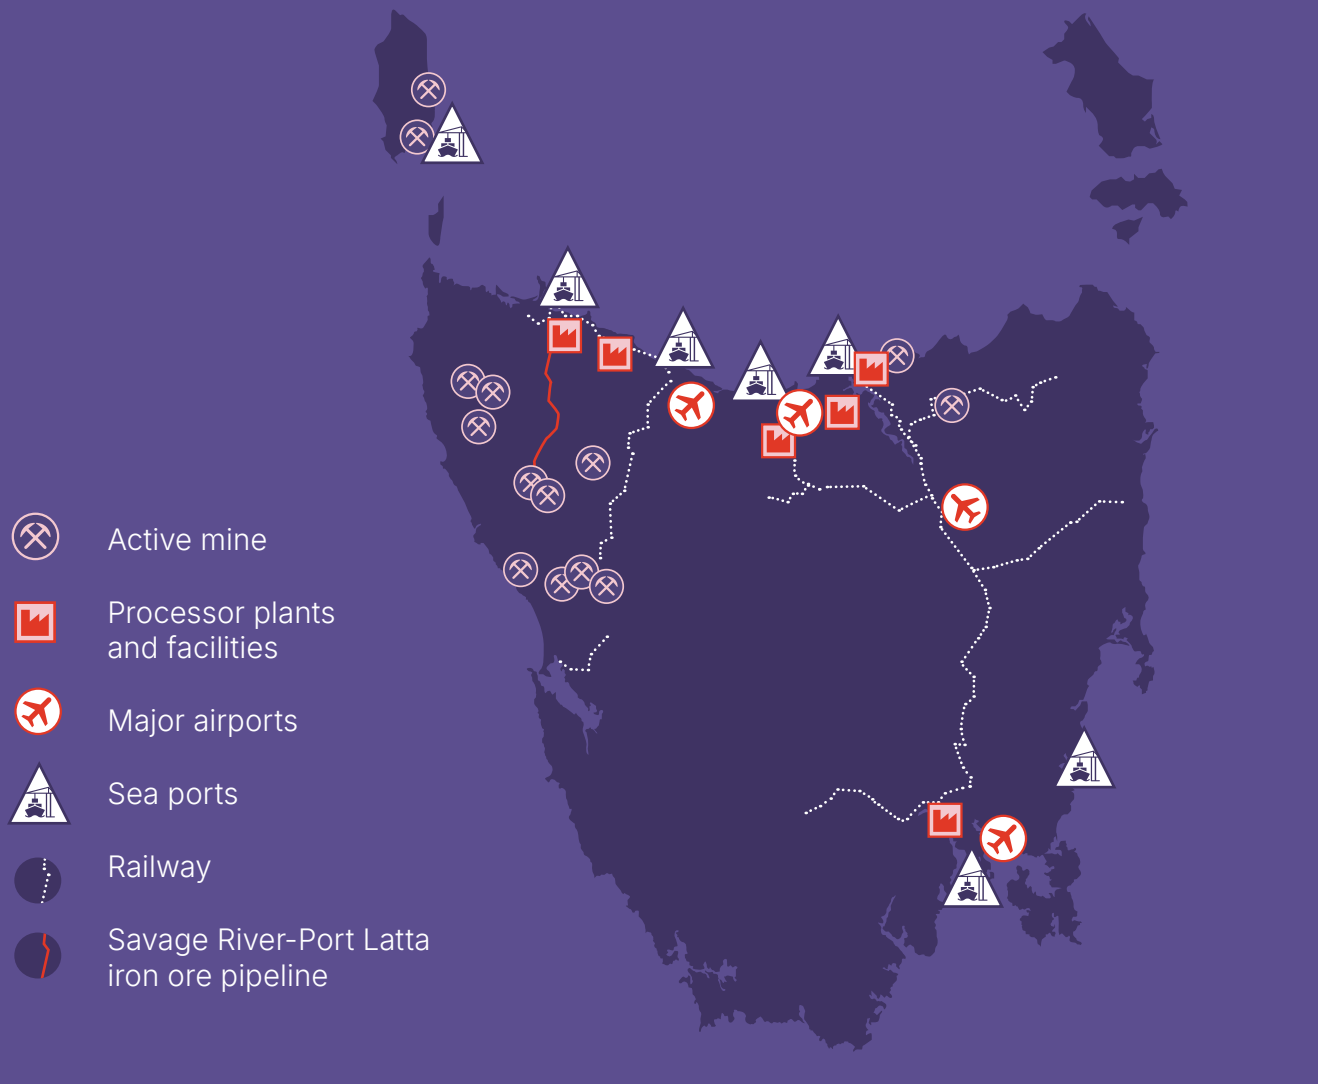 Active mine
Processor plants
and facilities
Major airports
Sea ports
Railway
Savage River-Port Latta
iron ore pipeline